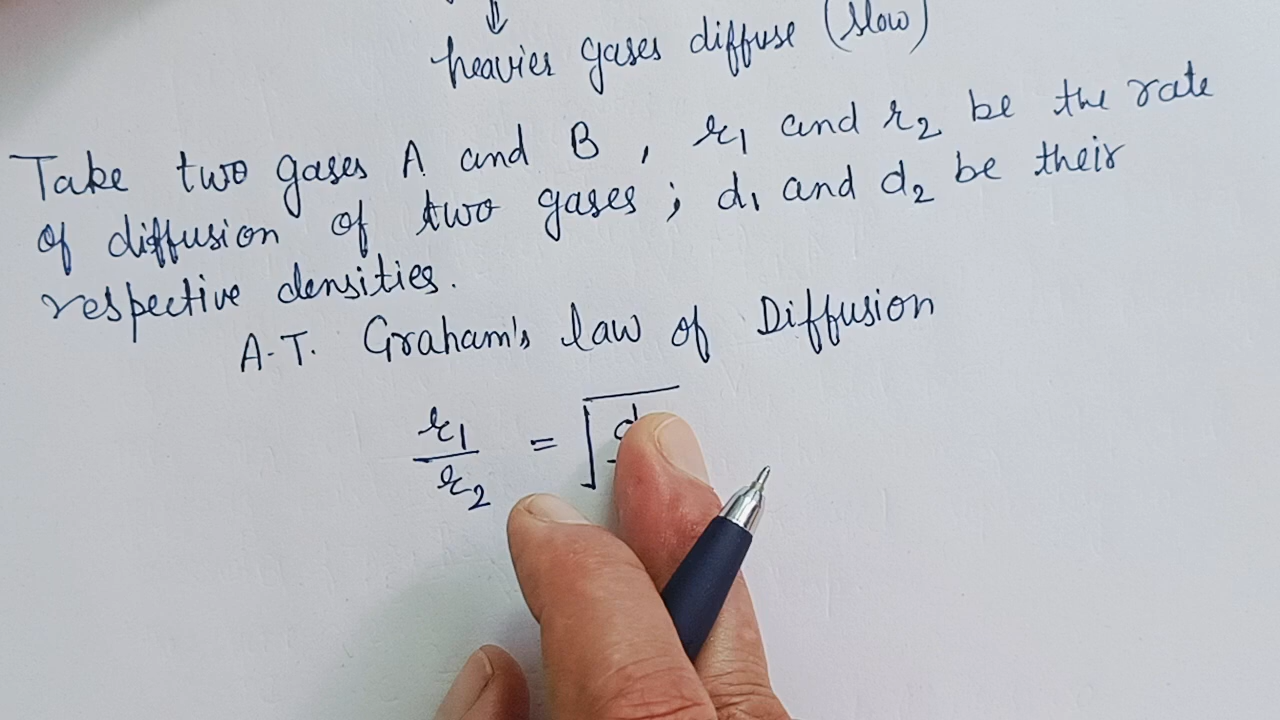 heavier gases diffuse (slow)
Take two gases A and B, r1 and r2 be the rate
of diffusion of two gases; d1 and d2 be their
respective densities.
A.T. Graham's law of Diffusion
r1/r2 = √d